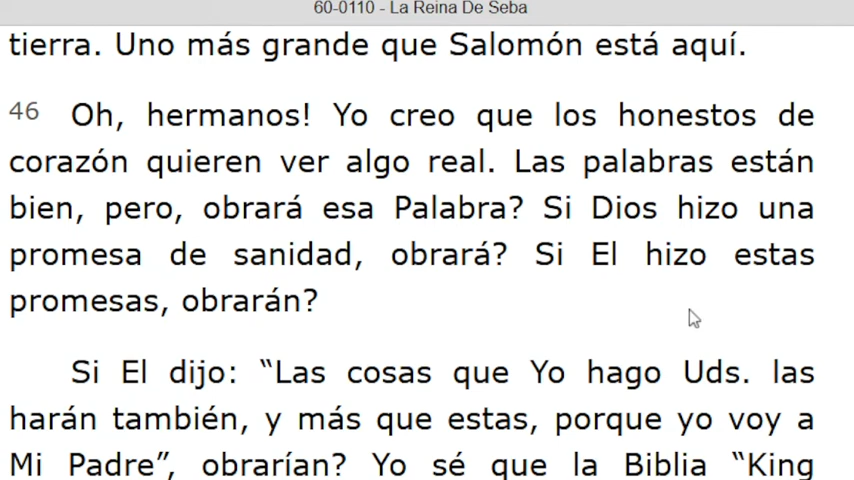 60-0110 - La Reina De Seba
tierra. Uno más grande que Salomón está aquí.
46 Oh, hermanos! Yo creo que los honestos de
corazón quieren ver algo real. Las palabras están
bien, pero, obrará esa Palabra? Si Dios hizo una
promesa de sanidad, obrará? Si El hizo estas
promesas, obrarán?
Si El dijo: “Las cosas que Yo hago Uds. las
harán también, y más que estas, porque yo voy a
Mi Padre”, obrarían? Yo sé que la Biblia “King